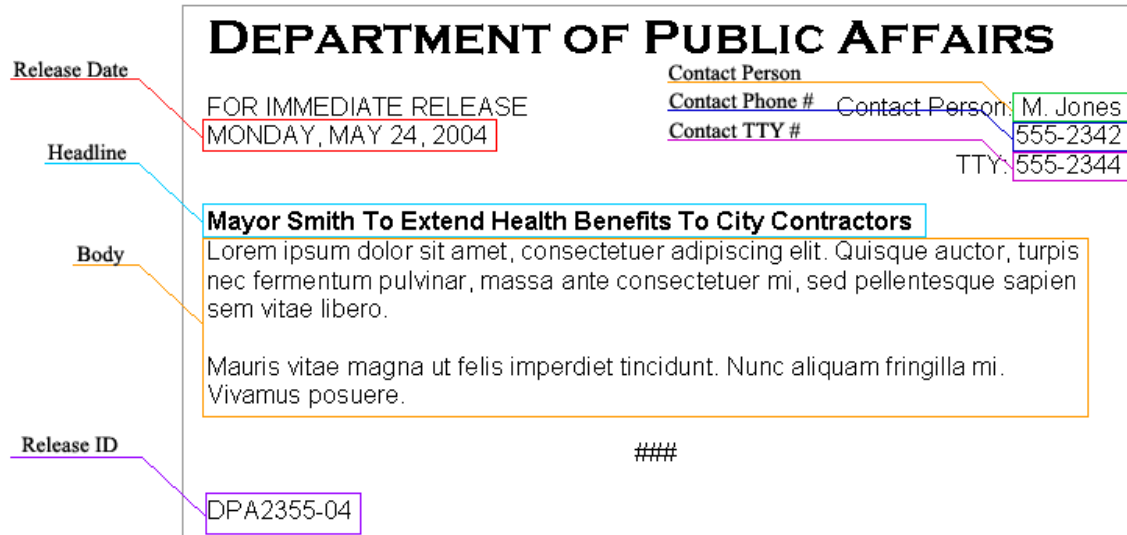 DEPARTMENT OF PUBLIC AFFAIRS
Release Date
Contact Person
FOR IMMEDIATE RELEASE
Contact Phone #
Contact Person: M. Jones
MONDAY, MAY 24, 2004
Contact TTY #
555-2342
Headline
TTY: 555-2344
Mayor Smith To Extend Health Benefits To City Contractors
Body
Lorem ipsum dolor sit amet, consectetuer adipiscing elit. Quisque auctor, turpis
nec fermentum pulvinar, massa ante consectetuer mi, sed pellentesque sapien
sem vitae libero.
Mauris vitae magna ut felis imperdiet tincidunt. Nunc aliquam fringilla mi.
Vivamus posuere.
Release ID
###
DPA2355-04